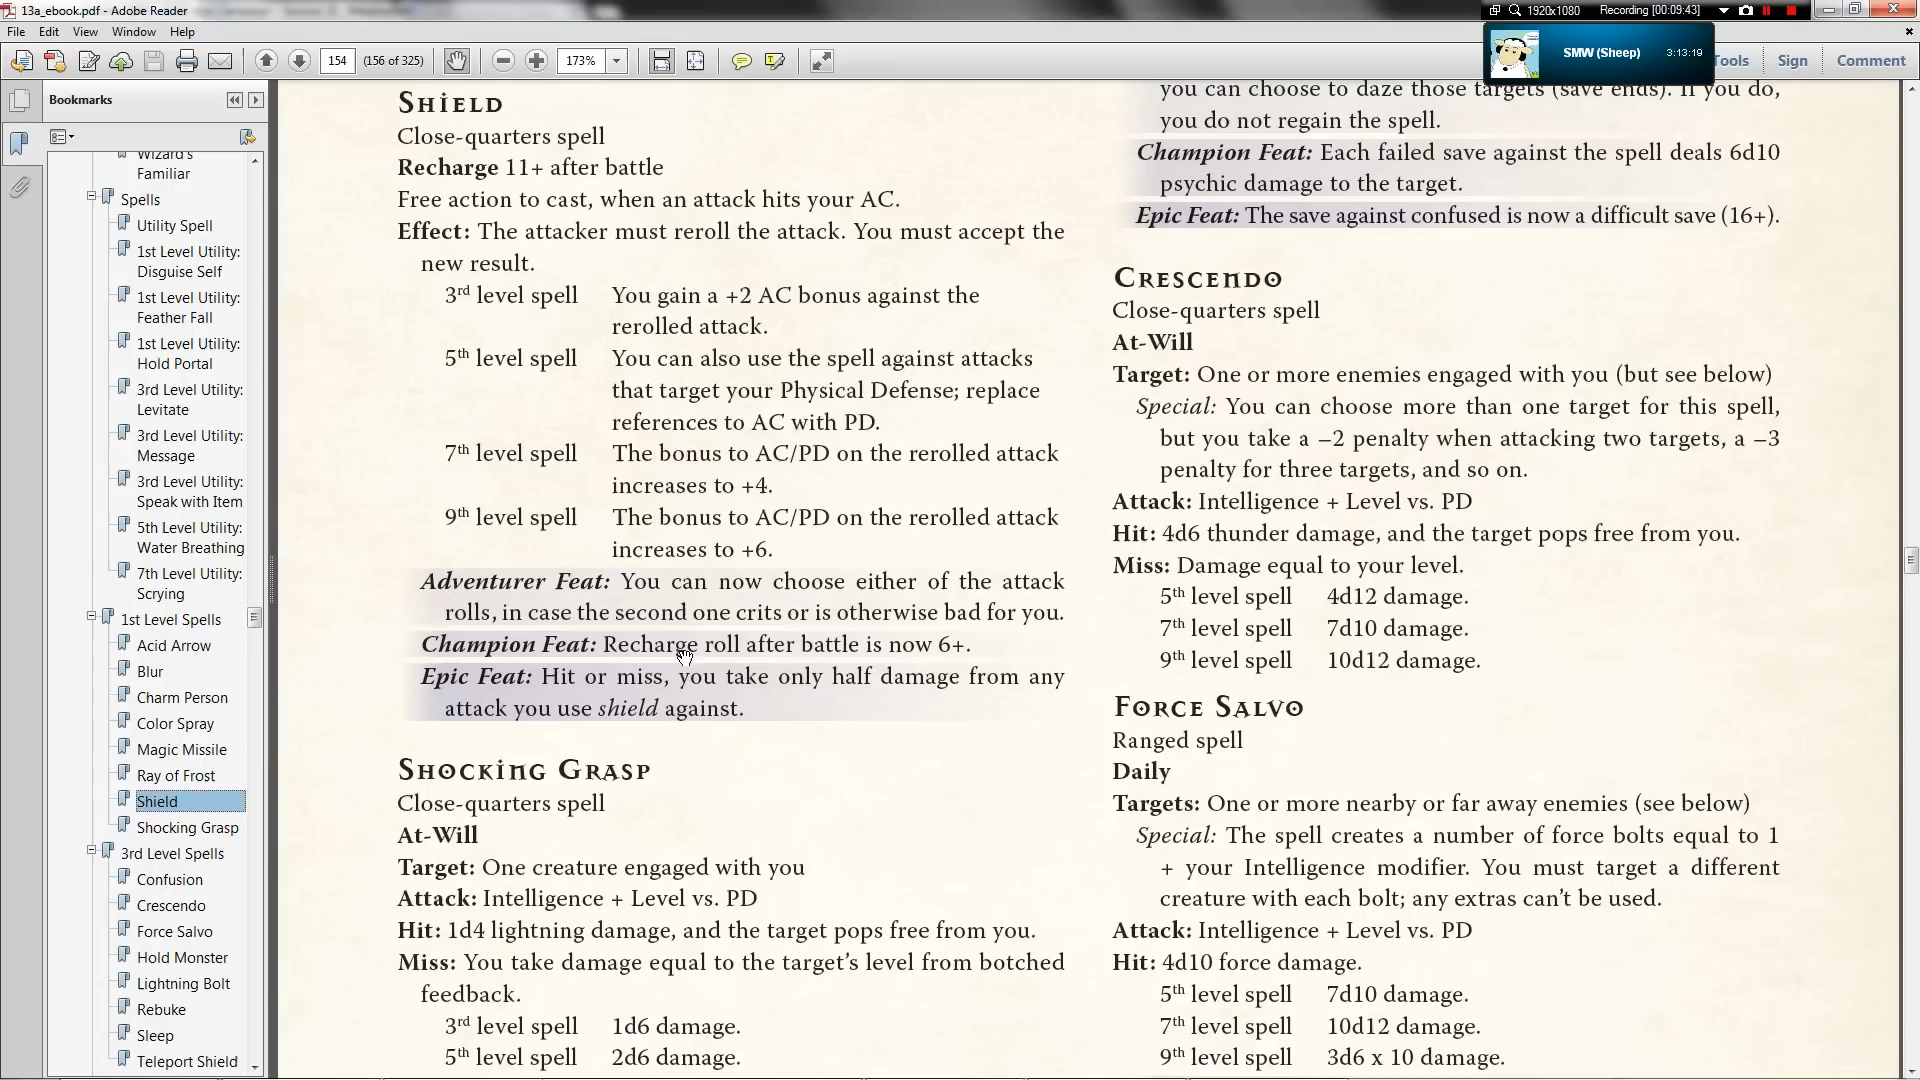 13a_ebook.pdf - Adobe Reader
1920x1080
Recording [00:09:43]
File Edit View Window Help
SMW (Sheep)
3:13:19
154
(156 of 325)
173%
Tools
Sign
Comment
Bookmarks
Wizard's
Familiar
Spells
Utility Spell
1st Level Utility:
Disguise Self
1st Level Utility:
Feather Fall
1st Level Utility:
Hold Portal
3rd Level Utility:
Levitate
3rd Level Utility:
Message
3rd Level Utility:
Speak with Item
5th Level Utility:
Water Breathing
7th Level Utility:
Scrying
1st Level Spells
Acid Arrow
Blur
Charm Person
Color Spray
Magic Missile
Ray of Frost
Shield
Shocking Grasp
3rd Level Spells
Confusion
Crescendo
Force Salvo
Hold Monster
Lightning Bolt
Rebuke
Sleep
Teleport Shield
Shield
Close-quarters spell
Recharge 11+ after battle
Free action to cast, when an attack hits your AC.
Effect: The attacker must reroll the attack. You must accept the
new result.
3rd level spell You gain a +2 AC bonus against the
rerolled attack.
5th level spell You can also use the spell against attacks
that target your Physical Defense; replace
references to AC with PD.
7th level spell The bonus to AC/PD on the rerolled attack
increases to +4.
9th level spell The bonus to AC/PD on the rerolled attack
increases to +6.
Adventurer Feat: You can now choose either of the attack
rolls, in case the second one crits or is otherwise bad for you.
Champion Feat: Recharge roll after battle is now 6+.
Epic Feat: Hit or miss, you take only half damage from any
attack you use shield against.
Shocking Grasp
Close-quarters spell
At-Will
Target: One creature engaged with you
Attack: Intelligence + Level vs. PD
Hit: 1d4 lightning damage, and the target pops free from you.
Miss: You take damage equal to the target's level from botched
feedback.
3rd level spell 1d6 damage.
5th level spell 2d6 damage.
you can choose to daze those targets (save ends). If you do,
you do not regain the spell.
Champion Feat: Each failed save against the spell deals 6d10
psychic damage to the target.
Epic Feat: The save against confused is now a difficult save (16+).
Crescendo
Close-quarters spell
At-Will
Target: One or more enemies engaged with you (but see below)
Special: You can choose more than one target for this spell,
but you take a –2 penalty when attacking two targets, a –3
penalty for three targets, and so on.
Attack: Intelligence + Level vs. PD
Hit: 4d6 thunder damage, and the target pops free from you.
Miss: Damage equal to your level.
5th level spell 4d12 damage.
7th level spell 7d10 damage.
9th level spell 10d12 damage.
Force Salvo
Ranged spell
Daily
Targets: One or more nearby or far away enemies (see below)
Special: The spell creates a number of force bolts equal to 1
+ your Intelligence modifier. You must target a different
creature with each bolt; any extras can't be used.
Attack: Intelligence + Level vs. PD
Hit: 4d10 force damage.
5th level spell 7d10 damage.
7th level spell 10d12 damage.
9th level spell 3d6 x 10 damage.